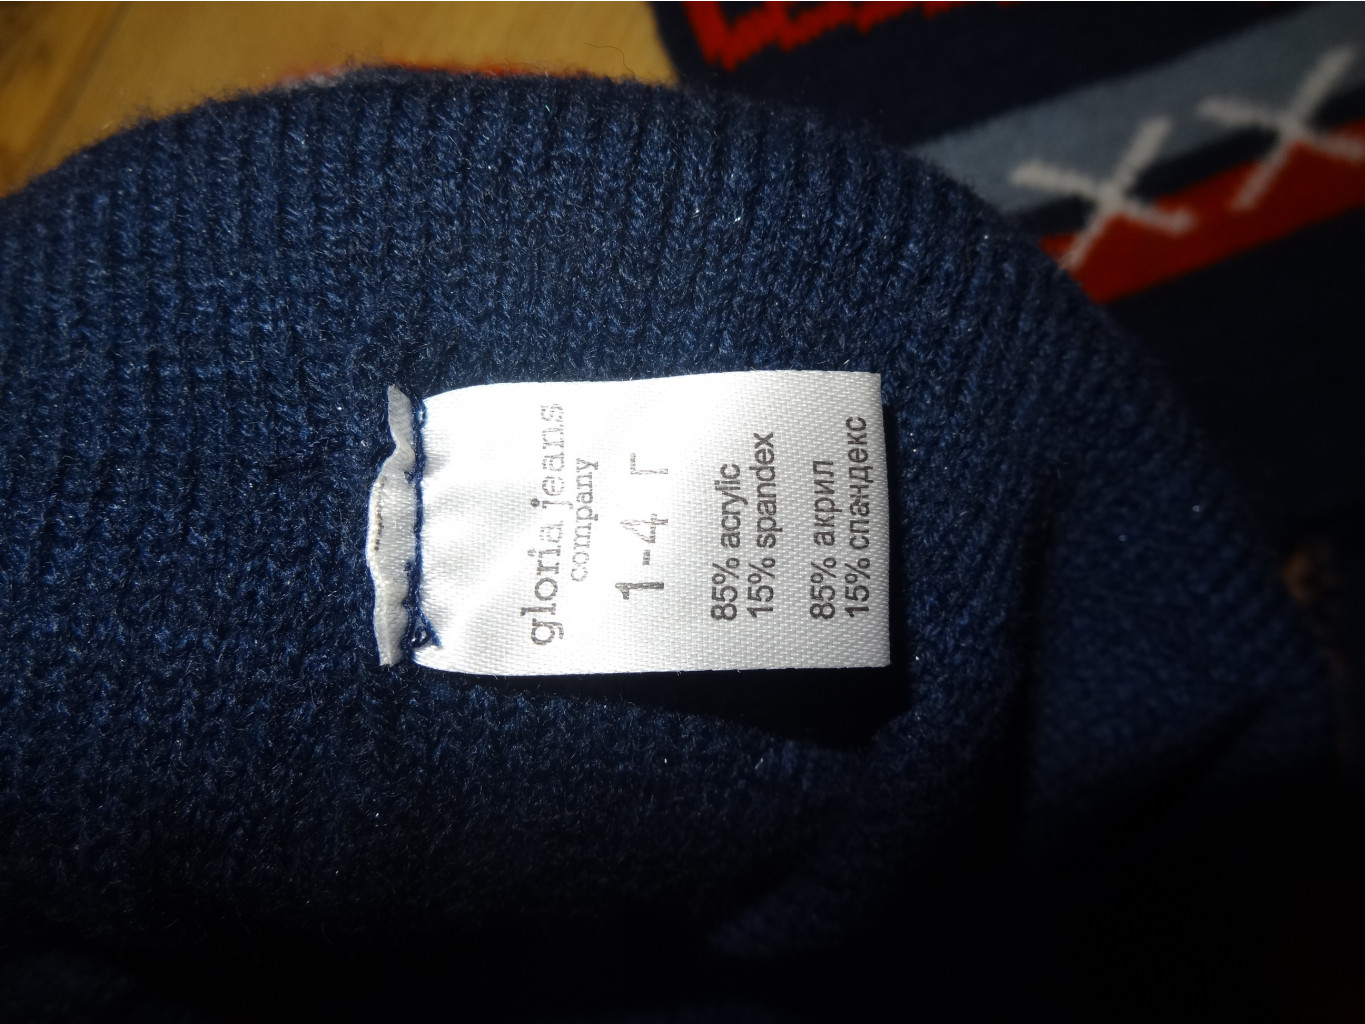 gloria jeans
company
1-4 Г
85% acrylic
15% spandex
85% акрил
15% спандекс